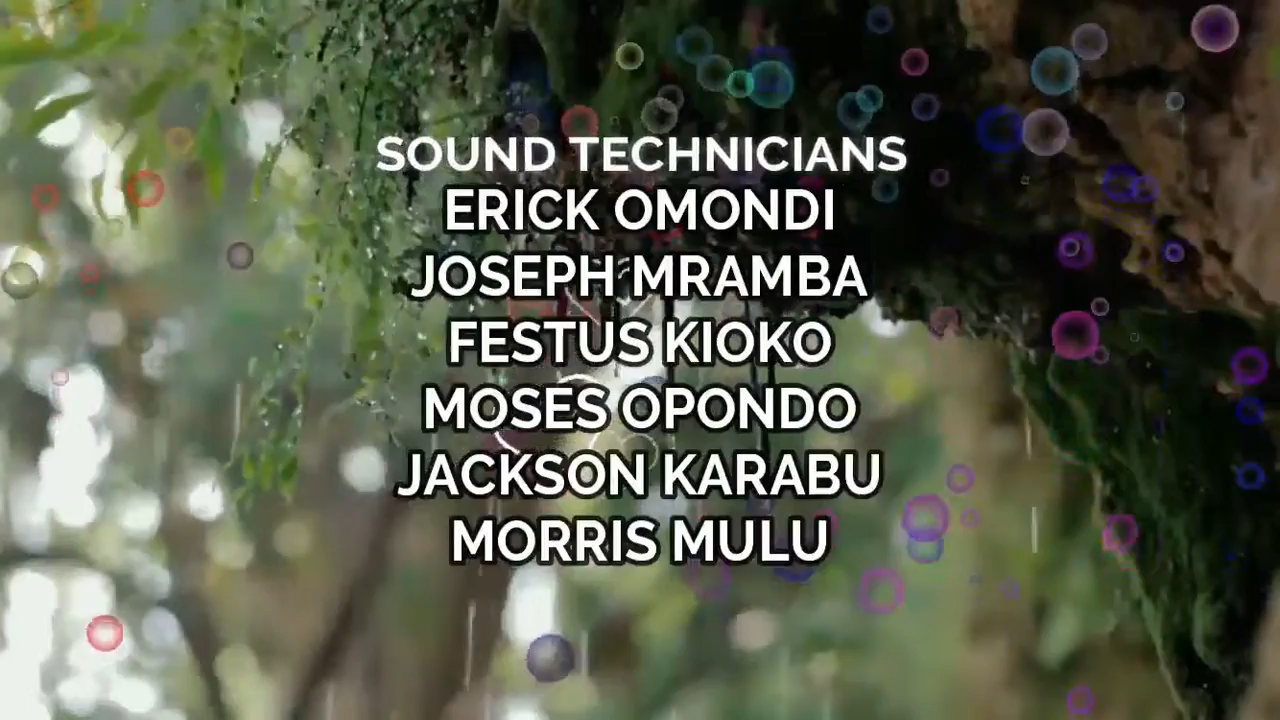 SOUND TECHNICIANS
ERICK OMONDI
JOSEPH MRAMBA
FESTUS KIOKO
MOSES OPONDO
JACKSON KARABU
MORRIS MULU